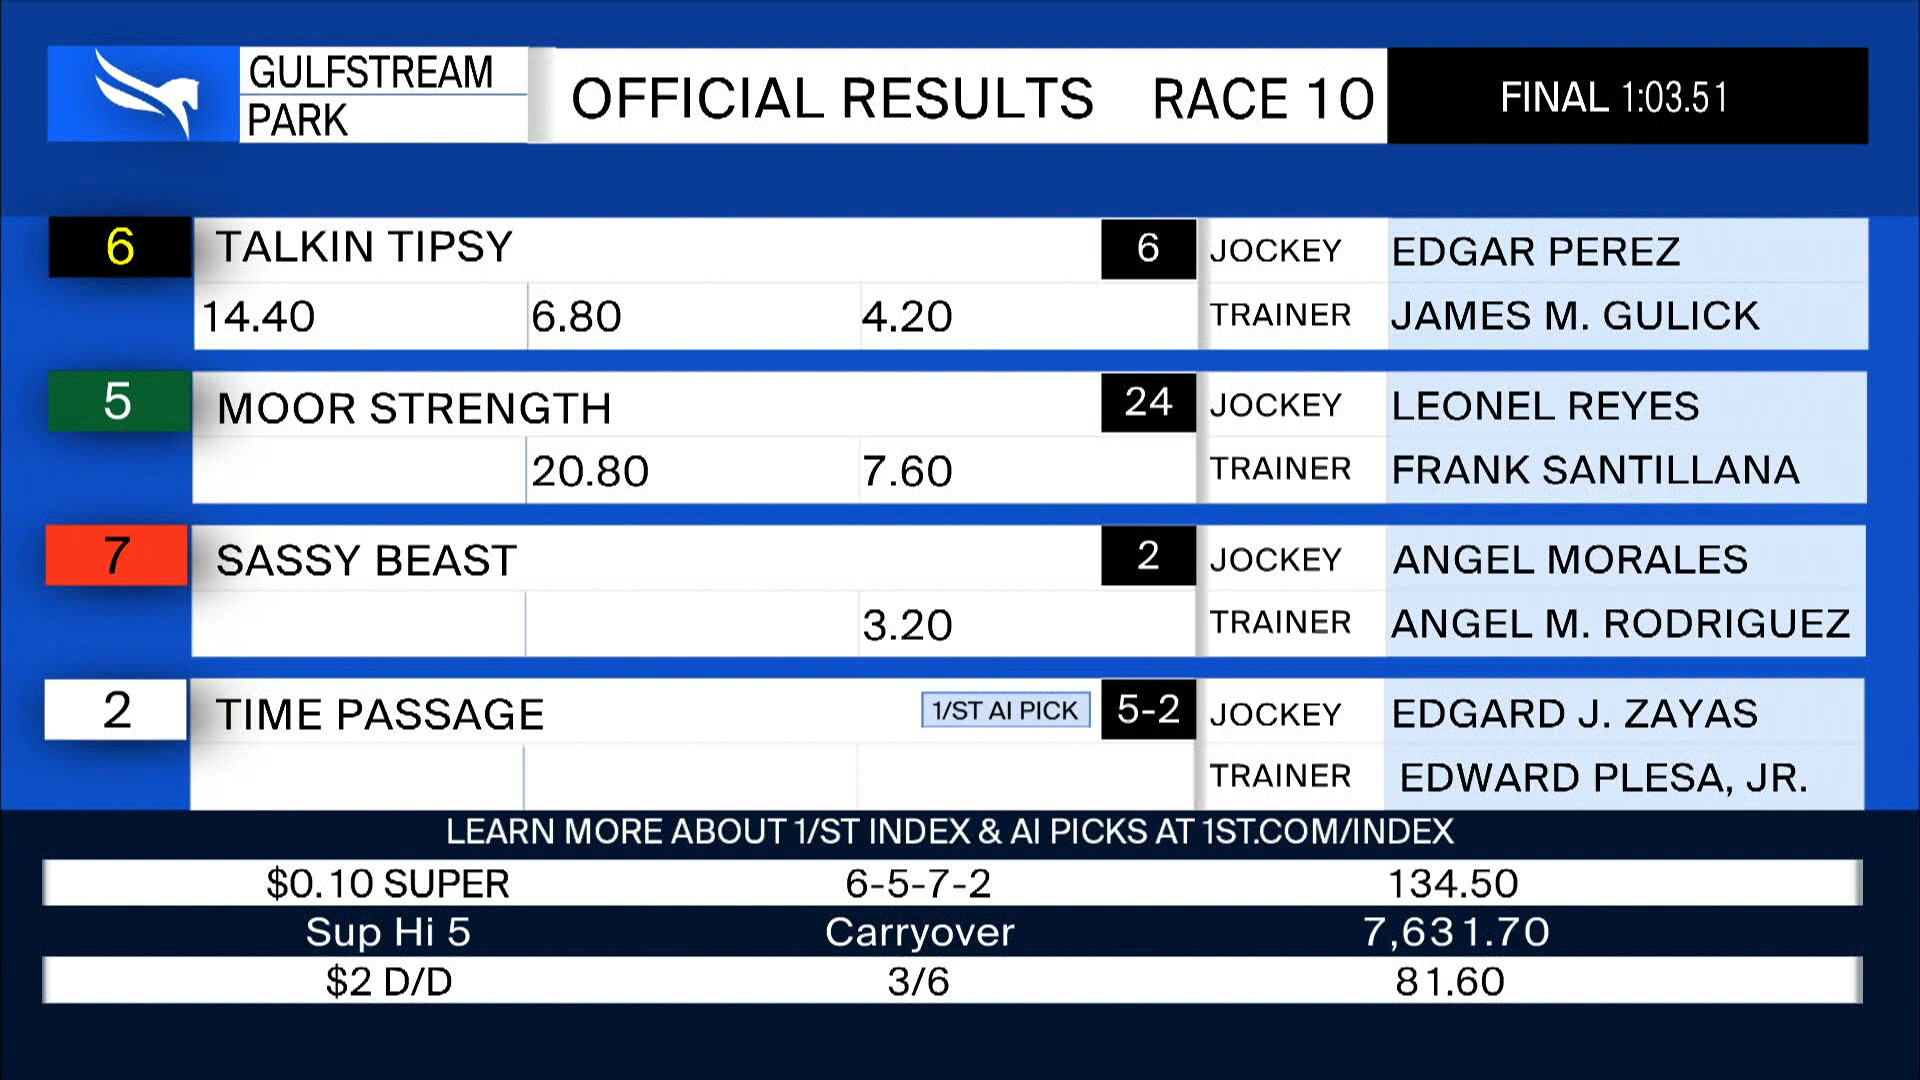 GULFSTREAM
PARK
OFFICIAL RESULTS RACE 10 FINAL 1:03.51
6 TALKIN TIPSY 6 JOCKEY EDGAR PEREZ
14.40 6.80 4.20 TRAINER JAMES M. GULICK
5 MOOR STRENGTH 24 JOCKEY LEONEL REYES
20.80 7.60 TRAINER FRANK SANTILLANA
7 SASSY BEAST 2 JOCKEY ANGEL MORALES
3.20 TRAINER ANGEL M. RODRIGUEZ
2 TIME PASSAGE 1/ST AI PICK 5-2 JOCKEY EDGARD J. ZAYAS
TRAINER EDWARD PLESA, JR.
LEARN MORE ABOUT 1/ST INDEX & AI PICKS AT 1ST.COM/INDEX
$0.10 SUPER 6-5-7-2 134.50
Sup Hi 5 Carryover 7,631.70
$2 D/D 3/6 81.60